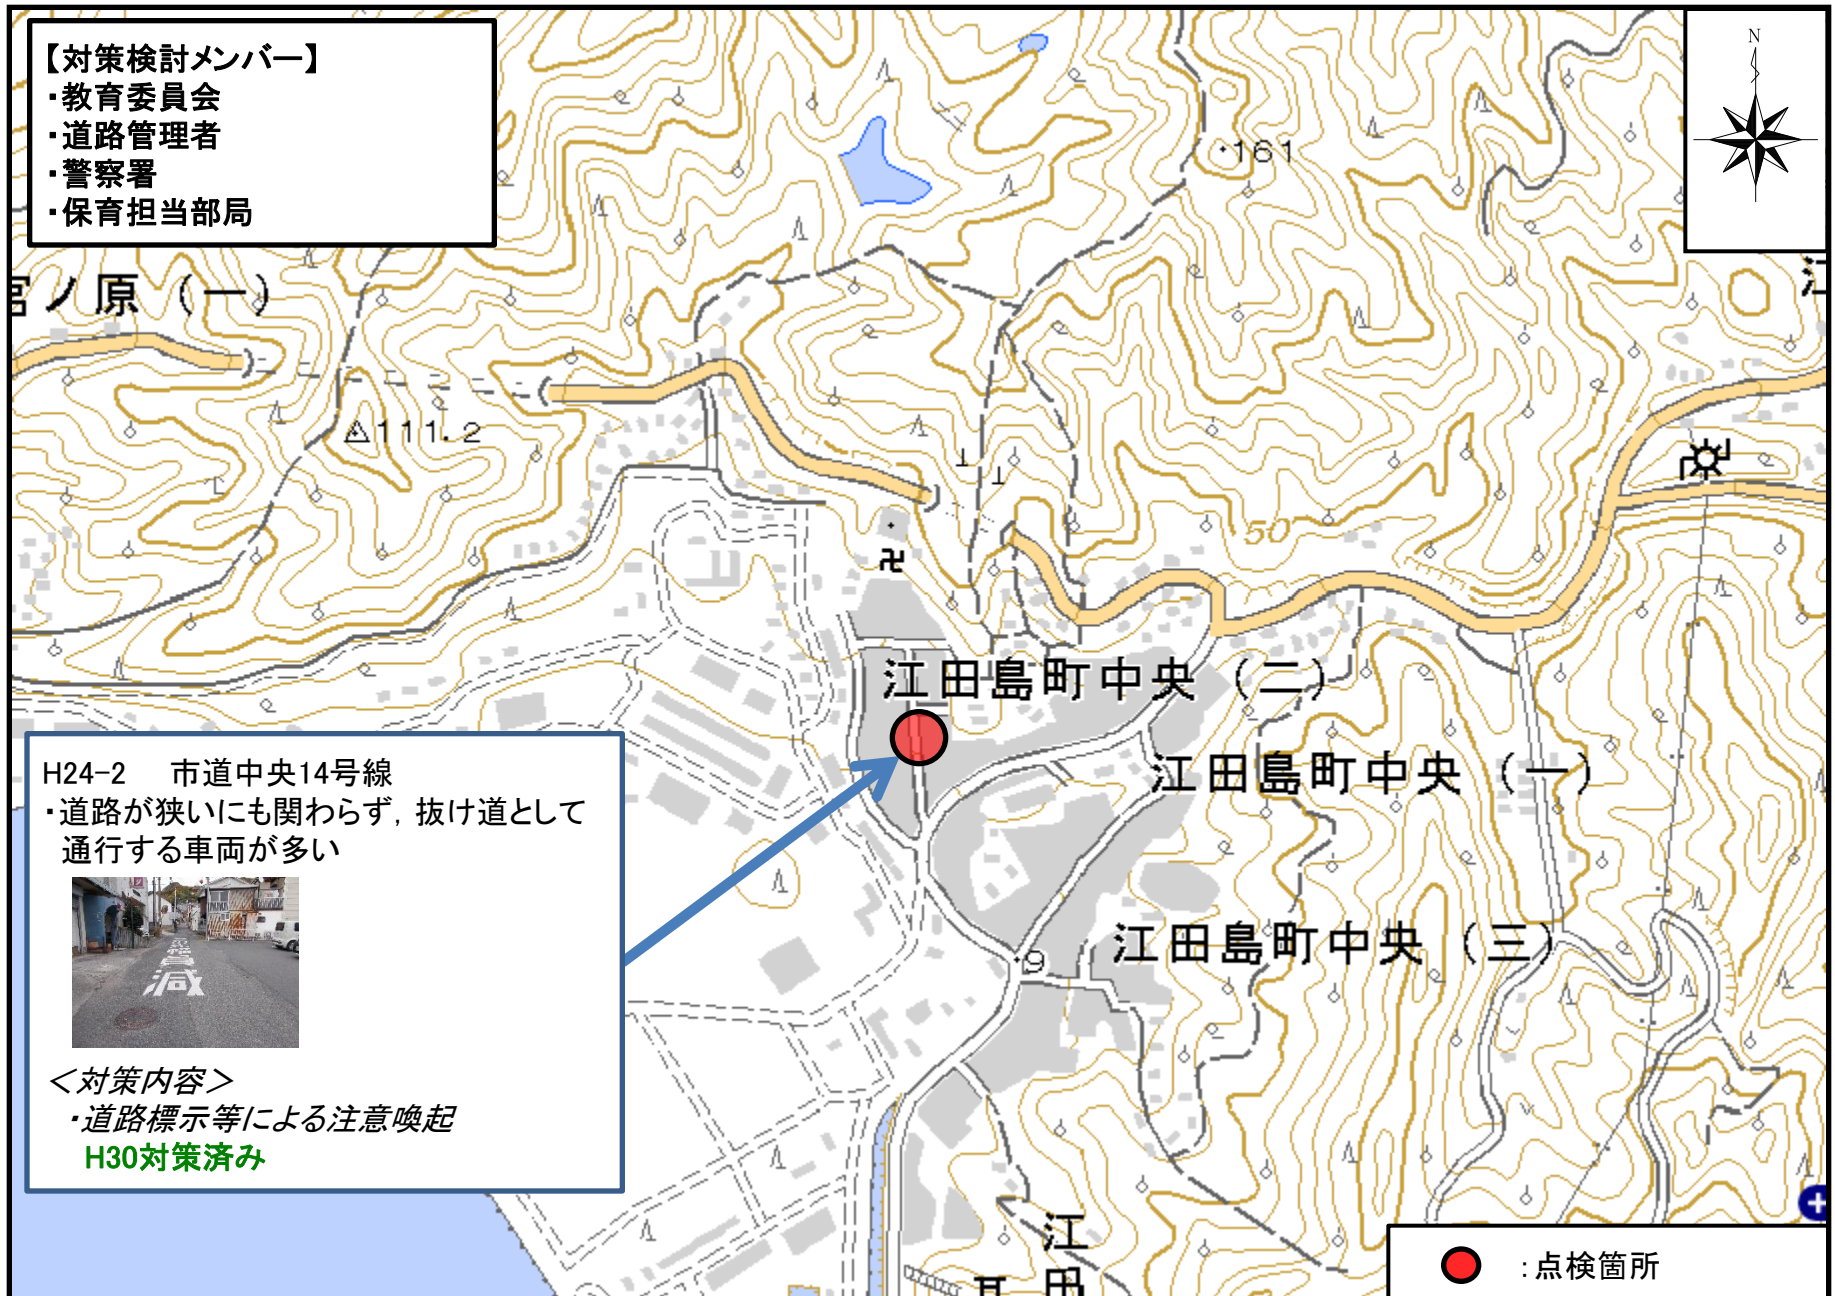 【対策検討メンバー】
・教育委員会
・道路管理者
・警察署
・保育担当部局
N
・161
宮ノ原（一）
江
△111.2
50
江田島町中央（二）
江田島町中央（一）
江田島町中央（三）
・9
H24-2　市道中央14号線
・道路が狭いにも関わらず，抜け道として
通行する車両が多い
減
＜対策内容＞
・道路標示等による注意喚起
H30対策済み
江
田
：点検箇所